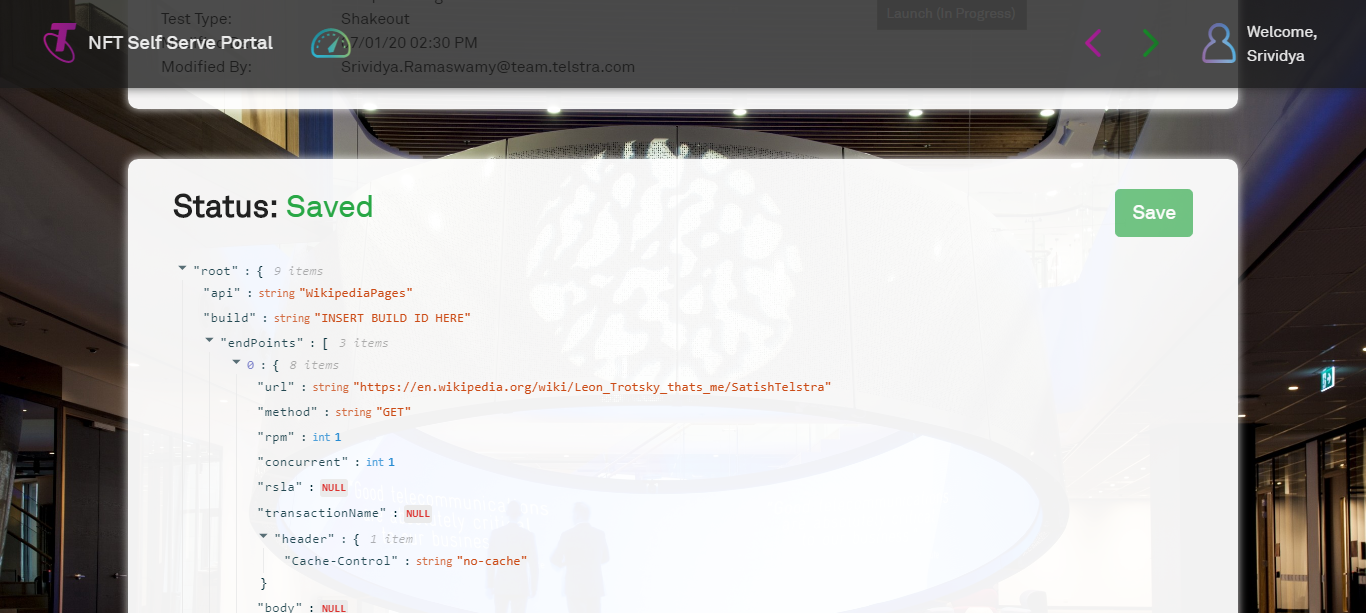 Test Type: Shakeout
Launch (In Progress)
NFT Self Serve Portal
7/01/20 02:30 PM
Welcome,
Srividya
Modified By: Srividya.Ramaswamy@team.telstra.com
Status: Saved
Save
"root" : { 9 items
"api" : string "WikipediaPages"
"build" : string "INSERT BUILD ID HERE"
"endPoints" : [ 3 items
0 : { 8 items
"url" : string "https://en.wikipedia.org/wiki/Leon_Trotsky_thats_me/SatishTelstra"
"method" : string "GET"
"rpm" : int 1
"concurrent" : int 1
"rsla" : NULL
"transactionName" : NULL
"header" : { 1 item
"Cache-Control" : string "no-cache"
}
"body" : NULL